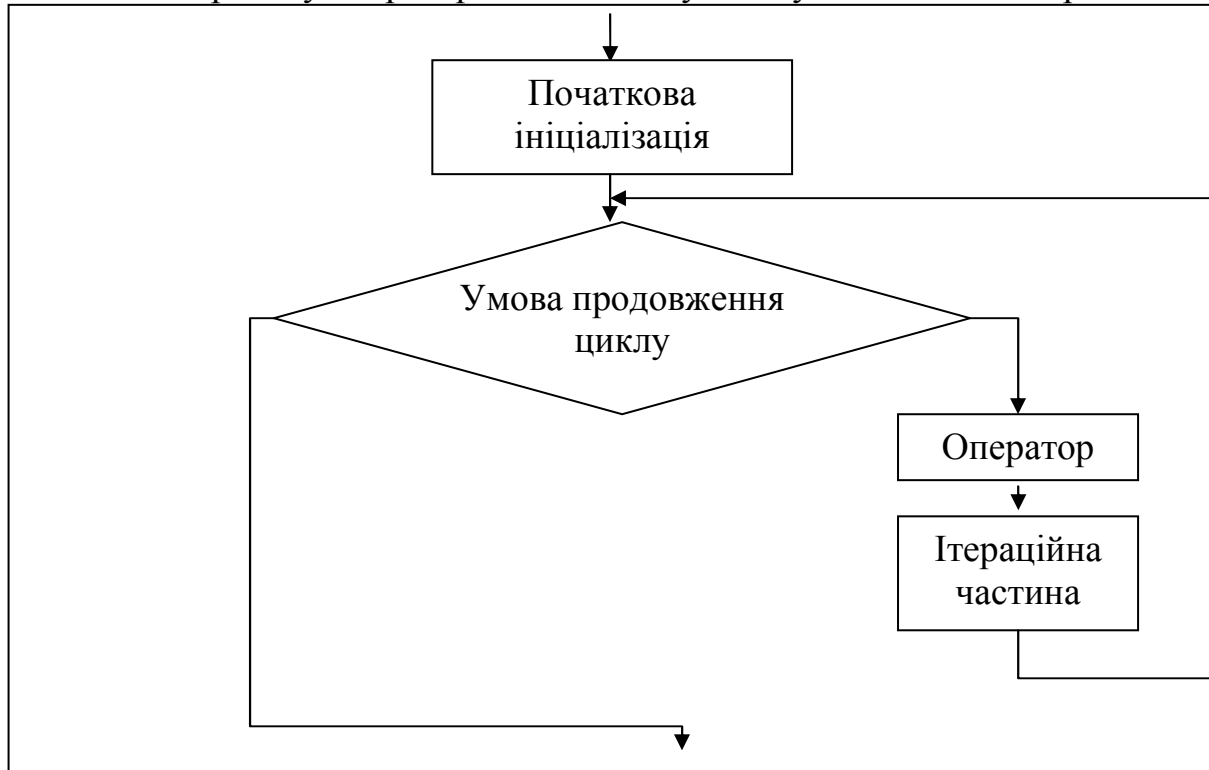 Початкова
ініціалізація
Умова продовження
циклу
Оператор
Ітераційна
частина